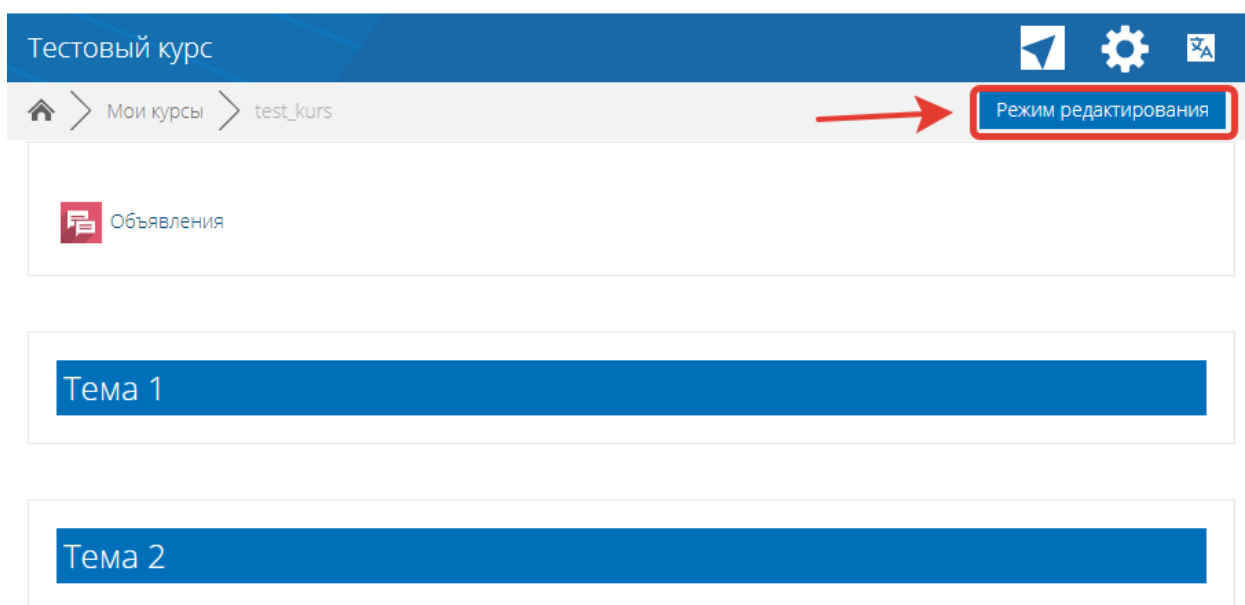 Тестовый курс
Мои курсы test_kurs
Режим редактирования
Объявления
Тема 1
Тема 2